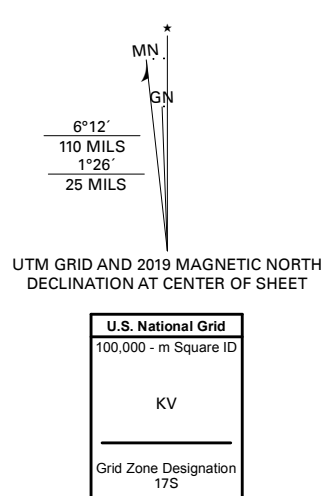 ★
MN
GN
6°12´
110 MILS
1°26´
25 MILS
UTM GRID AND 2019 MAGNETIC NORTH
DECLINATION AT CENTER OF SHEET
U.S. National Grid
100,000 - m Square ID
KV
Grid Zone Designation
17S